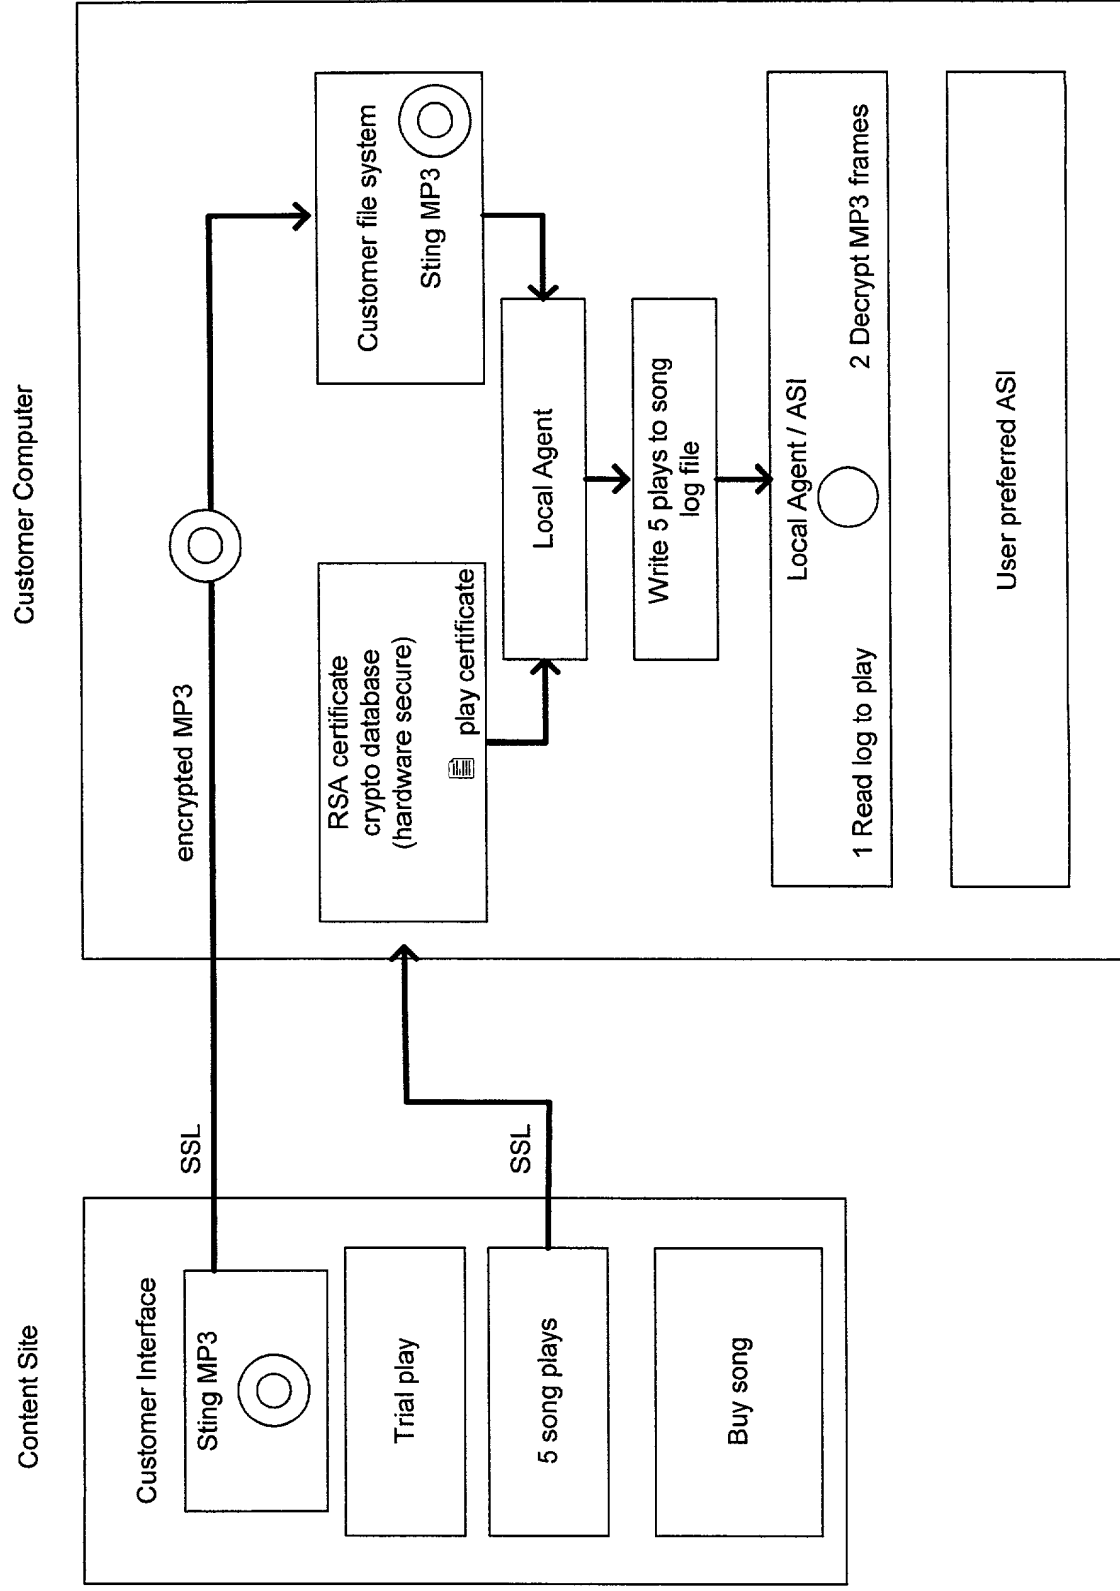 Content Site
Customer Interface
Sting MP3
Trial play
5 song plays
Buy song
SSL
SSL
encrypted MP3
Customer Computer
RSA certificate
crypto database
(hardware secure)
play certificate
Customer file system
Sting MP3
Local Agent
Write 5 plays to song
log file
Local Agent / ASI
1 Read log to play
2 Decrypt MP3 frames
User preferred ASI